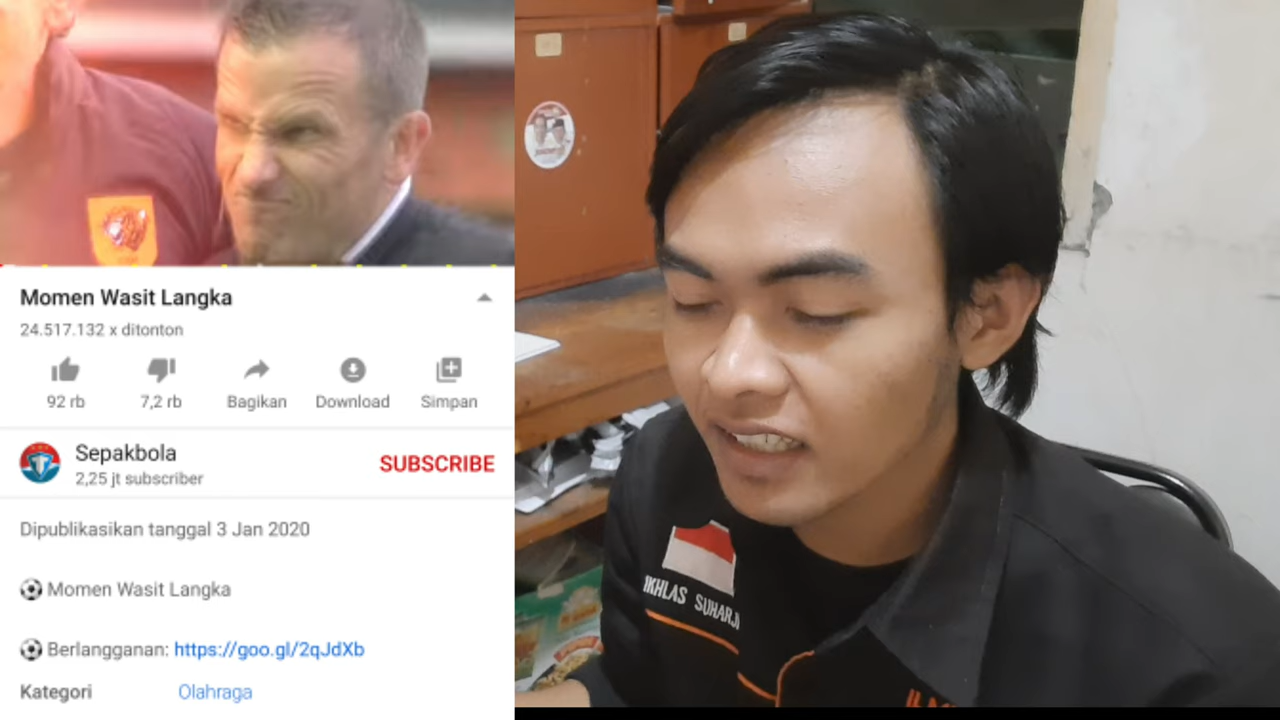 Momen Wasit Langka
24.517.132 x ditonton
92 rb
7,2 rb
Bagikan
Download
Simpan
Sepakbola
2,25 jt subscriber
SUBSCRIBE
Dipublikasikan tanggal 3 Jan 2020
Momen Wasit Langka
Berlangganan: https://goo.gl/2qJdXb
Kategori
Olahraga
IKHLAS SUHARJI